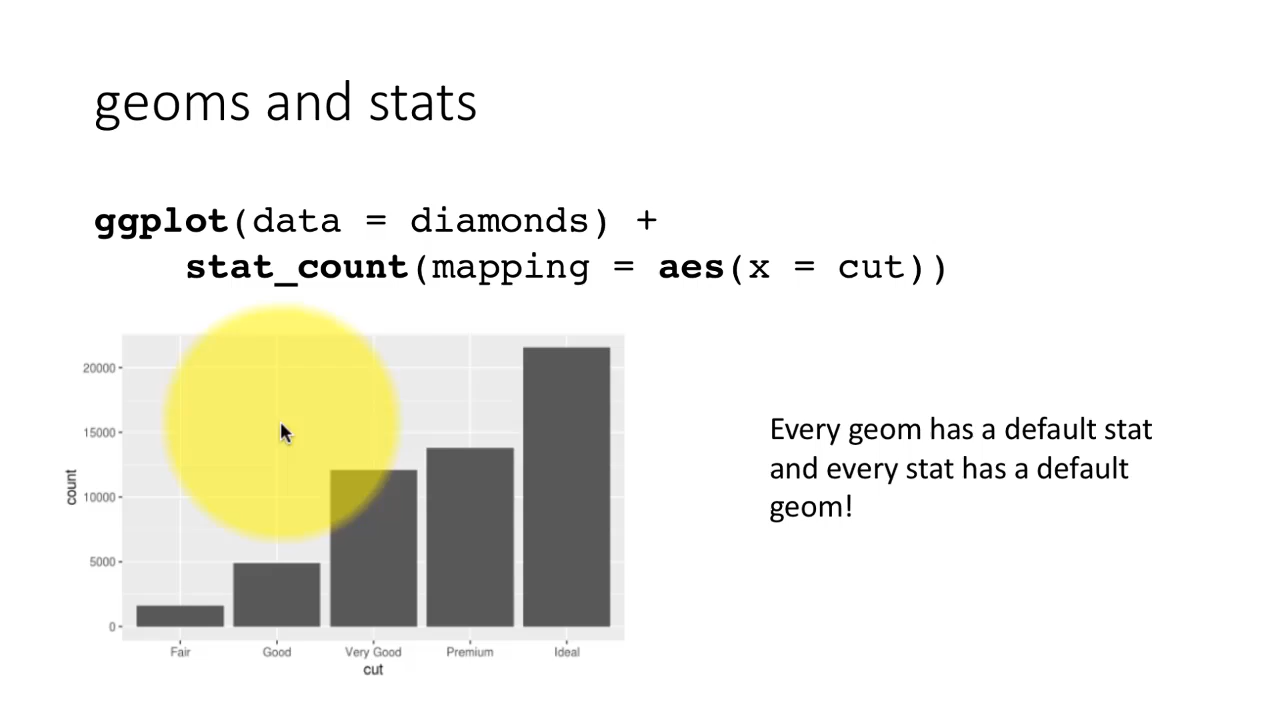 geoms and stats
ggplot(data = diamonds) +
stat_count(mapping = aes(x = cut))
20000
15000
10000
5000
0
count
Fair Good Very Good Premium Ideal
cut
Every geom has a default stat
and every stat has a default
geom!